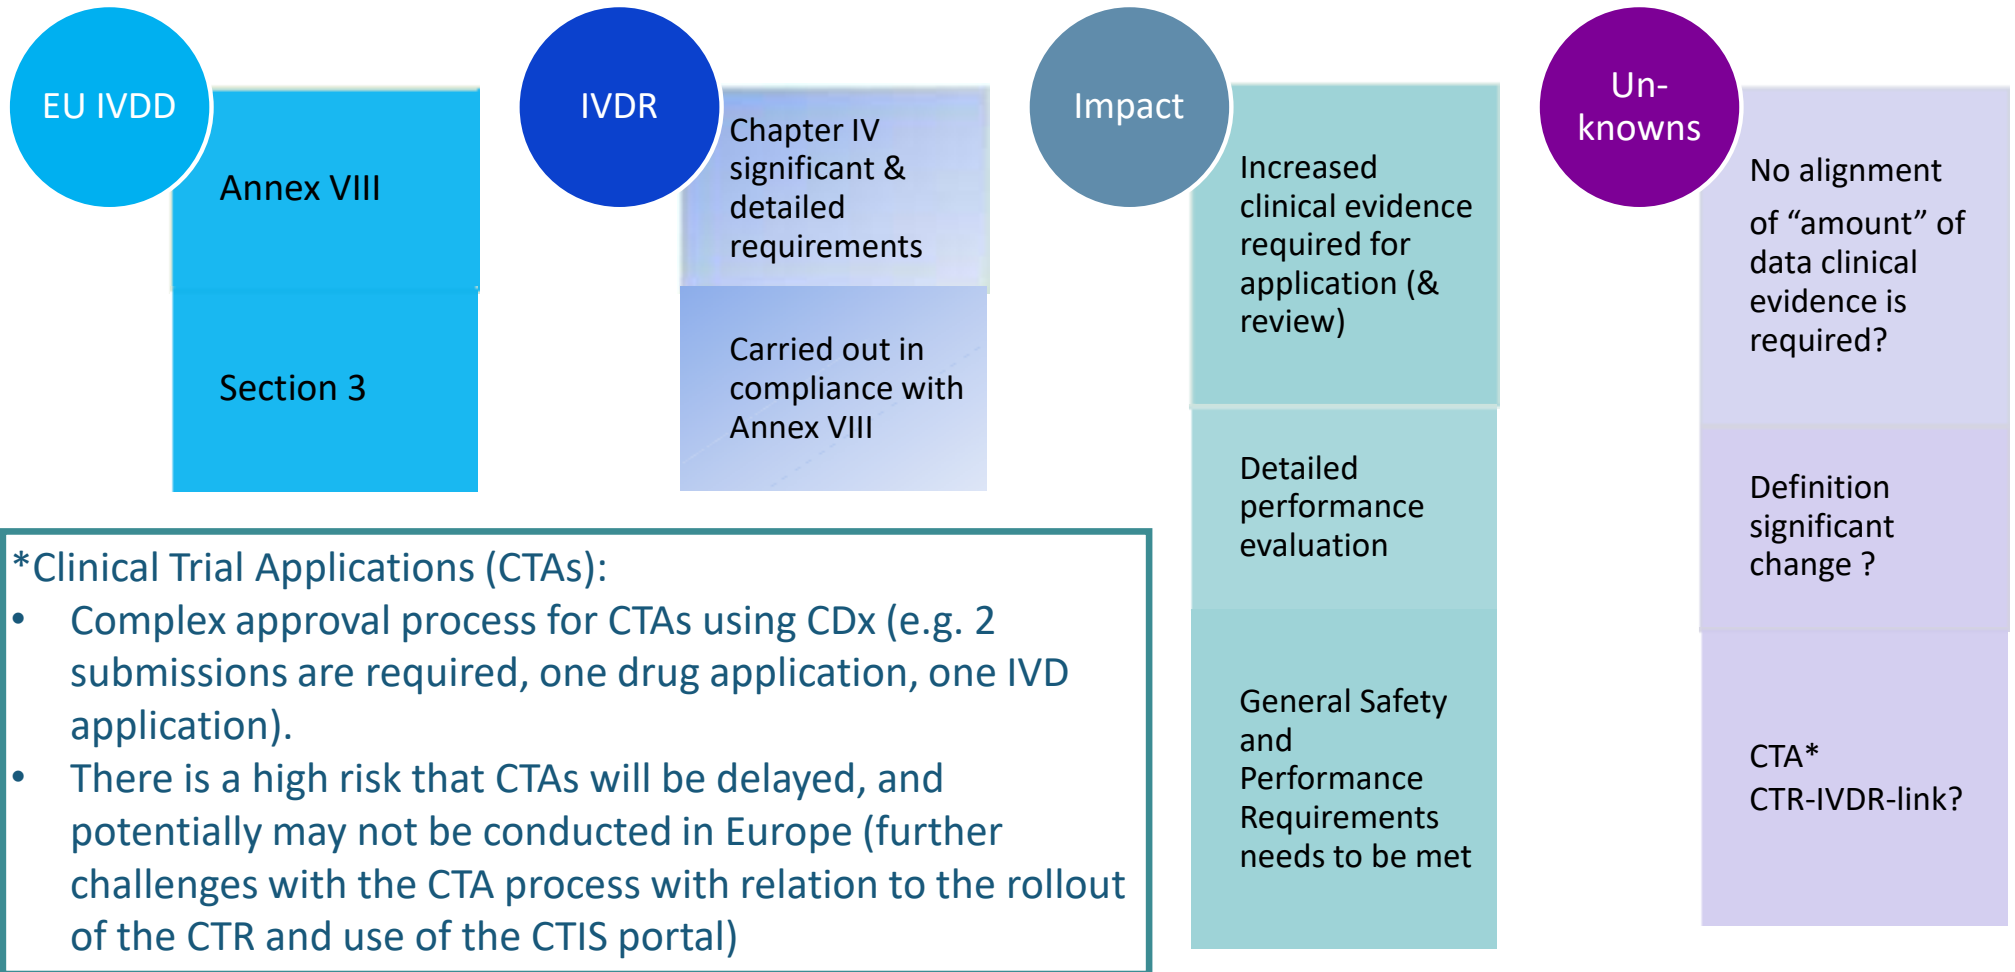 EU IVDD
Annex VIII
Section 3
IVDR
Chapter IV
significant &
detailed
requirements
Carried out in
compliance with
Annex VIII
Impact
Increased
clinical evidence
required for
application (&
review)
Detailed
performance
evaluation
General Safety
and
Performance
Requirements
needs to be met
Un-
knowns
No alignment
of “amount” of
data clinical
evidence is
required?
Definition
significant
change ?
CTA*
CTR-IVDR-link?
*Clinical Trial Applications (CTAs):
• Complex approval process for CTAs using CDx (e.g. 2
submissions are required, one drug application, one IVD
application).
• There is a high risk that CTAs will be delayed, and
potentially may not be conducted in Europe (further
challenges with the CTA process with relation to the rollout
of the CTR and use of the CTIS portal)